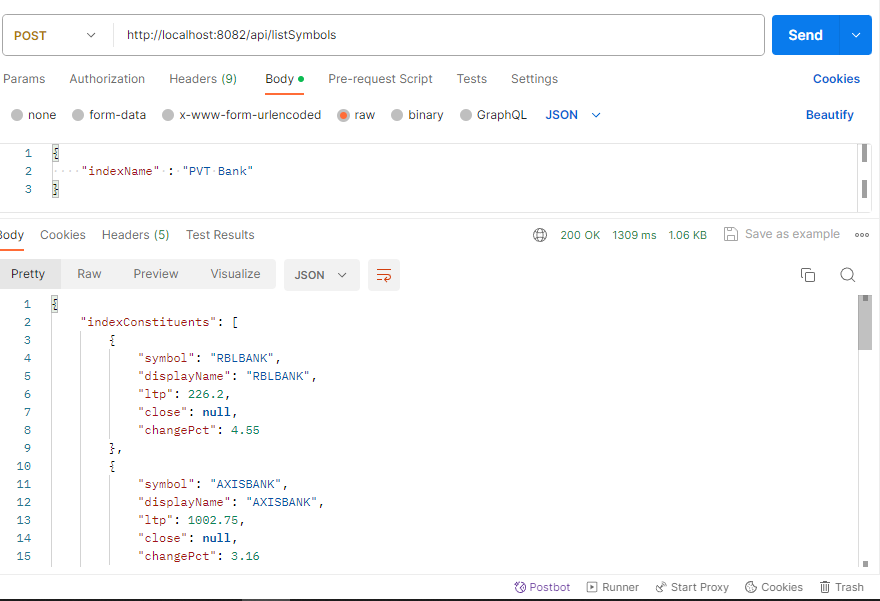 POST http://localhost:8082/api/listSymbols Send
Params Authorization Headers (9) Body Pre-request Script Tests Settings Cookies
none form-data x-www-form-urlencoded raw binary GraphQL JSON Beautify
1 {
2 ····"indexName"·:·"PVT·Bank"
3 }
Body Cookies Headers (5) Test Results 200 OK 1309 ms 1.06 KB Save as example
Pretty Raw Preview Visualize JSON
1 {
2 "indexConstituents": [
3 {
4 "symbol": "RBLBANK",
5 "displayName": "RBLBANK",
6 "ltp": 226.2,
7 "close": null,
8 "changePct": 4.55
9 },
10 {
11 "symbol": "AXISBANK",
12 "displayName": "AXISBANK",
13 "ltp": 1002.75,
14 "close": null,
15 "changePct": 3.16
Postbot Runner Start Proxy Cookies Trash